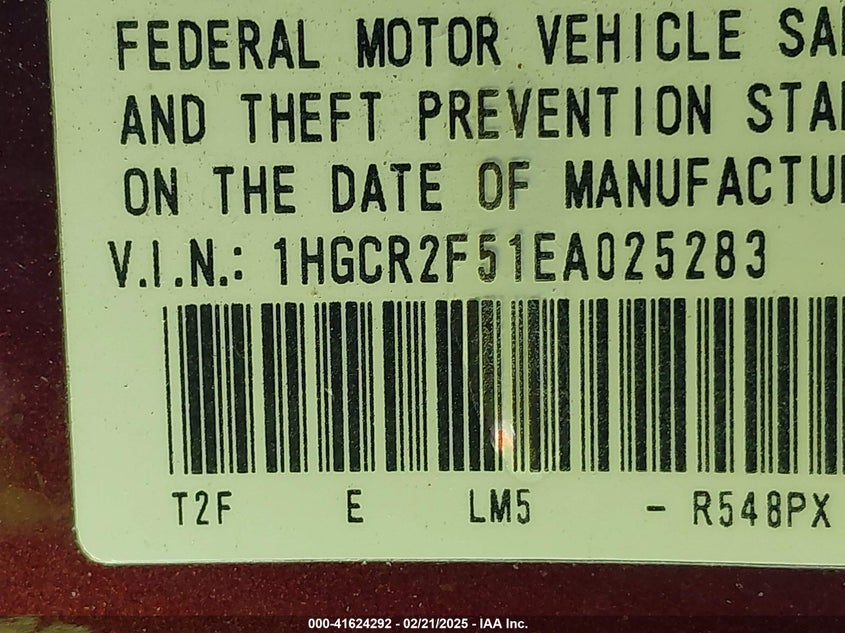 FEDERAL MOTOR VEHICLE SA
AND THEFT PREVENTION STA
ON THE DATE OF MANUFACTU
V.I.N.: 1HGCR2F51EA025283
T2F E LM5 - R548PX
000-41624292 - 02/21/2025 - IAA Inc.